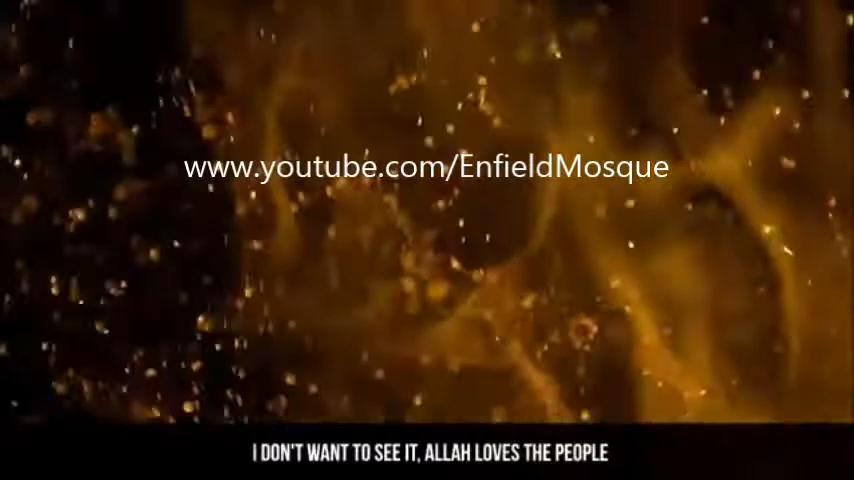 www.youtube.com/EnfieldMosque
I DON'T WANT TO SEE IT, ALLAH LOVES THE PEOPLE